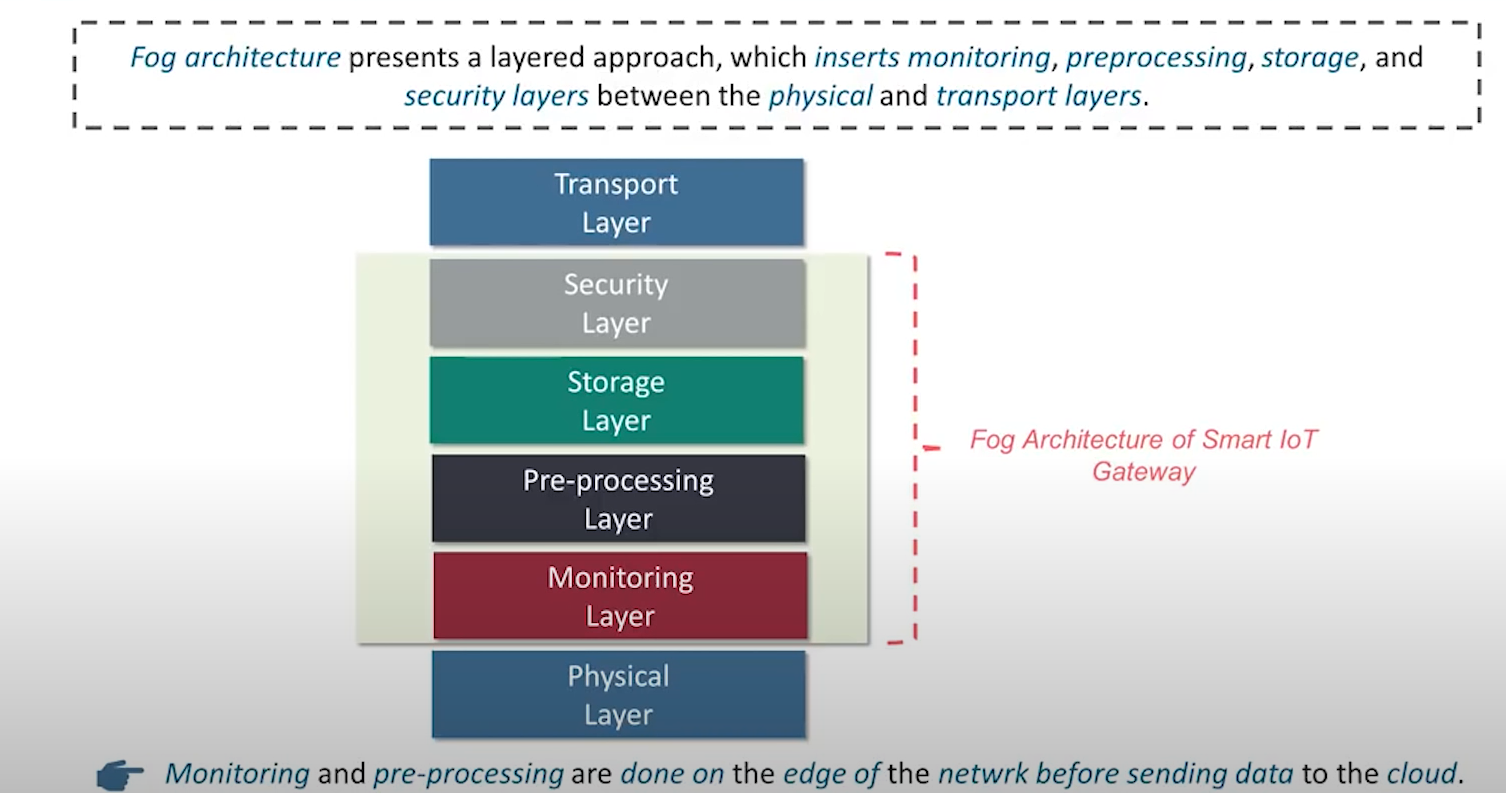 Fog architecture presents a layered approach, which inserts monitoring, preprocessing, storage, and
security layers between the physical and transport layers.
Transport
Layer
Security
Layer
Storage
Layer
Pre-processing
Layer
Monitoring
Layer
Physical
Layer
Fog Architecture of Smart IoT
Gateway
Monitoring and pre-processing are done on the edge of the netwrk before sending data to the cloud.